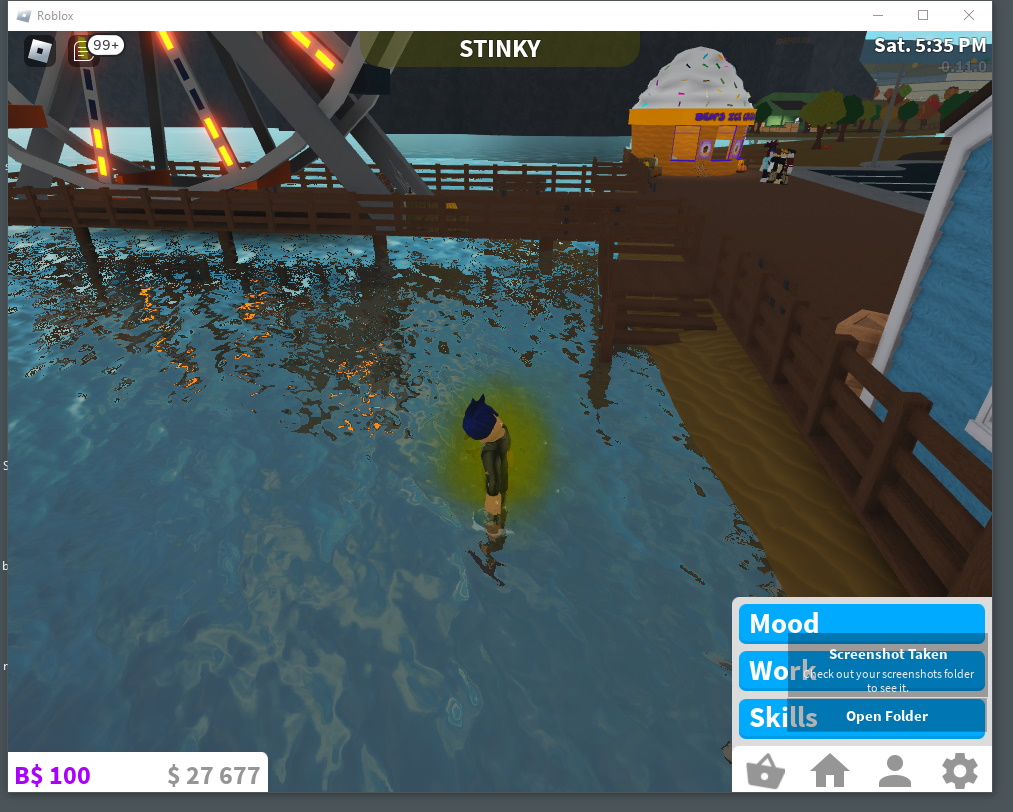 Roblox
99+
STINKY
Sat. 5:35 PM
0.11.0
Mood
Work
Skills
Screenshot Taken
Check out your screenshots folder
to see it.
Open Folder
B$ 100
$ 27 677